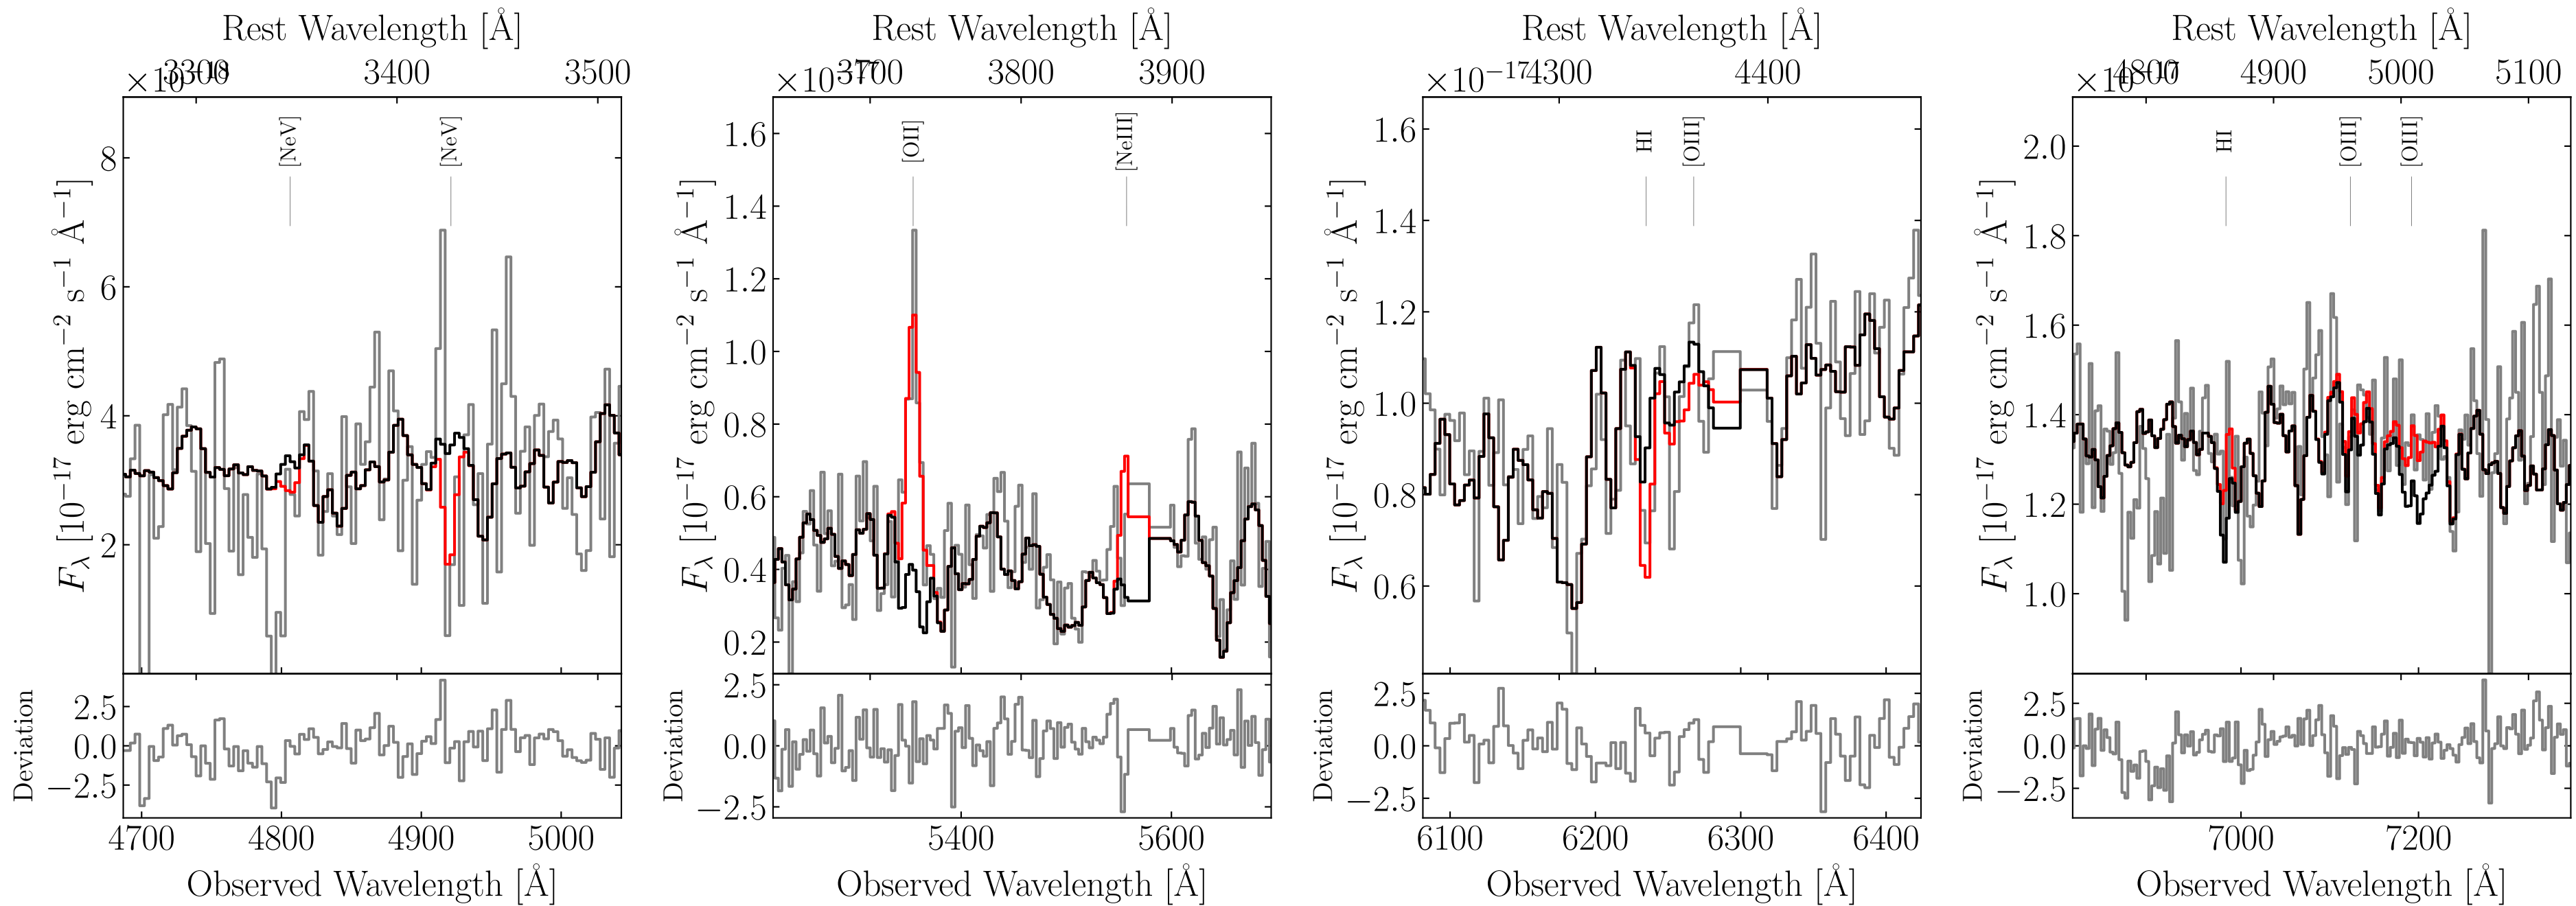 Rest Wavelength [Å] Rest Wavelength [Å] Rest Wavelength [Å] Rest Wavelength [Å]
3400 3500 3700 3800 3900 4300 4400 4800 4900 5000 5100
[NeV] [NeV] [OII] [NeIII] HI [OIII] HI [OIII] [OIII]
8 1.6 1.6 2.0
6 1.4 1.4 1.8
4 1.2 1.2 1.6
2 1.0 1.0 1.4
0.8 0.8 1.2
0.6 0.6 1.0
0.4
0.2
F_λ [10⁻¹⁷ erg cm⁻² s⁻¹ Å⁻¹] F_λ [10⁻¹⁷ erg cm⁻² s⁻¹ Å⁻¹] F_λ [10⁻¹⁷ erg cm⁻² s⁻¹ Å⁻¹] F_λ [10⁻¹⁷ erg cm⁻² s⁻¹ Å⁻¹]
Deviation Deviation Deviation Deviation
2.5 2.5 2.5 2.5
0.0 0.0 0.0 0.0
−2.5 −2.5 −2.5 −2.5
4700 4800 4900 5000 5400 5600 6100 6200 6300 6400 7000 7200
Observed Wavelength [Å] Observed Wavelength [Å] Observed Wavelength [Å] Observed Wavelength [Å]